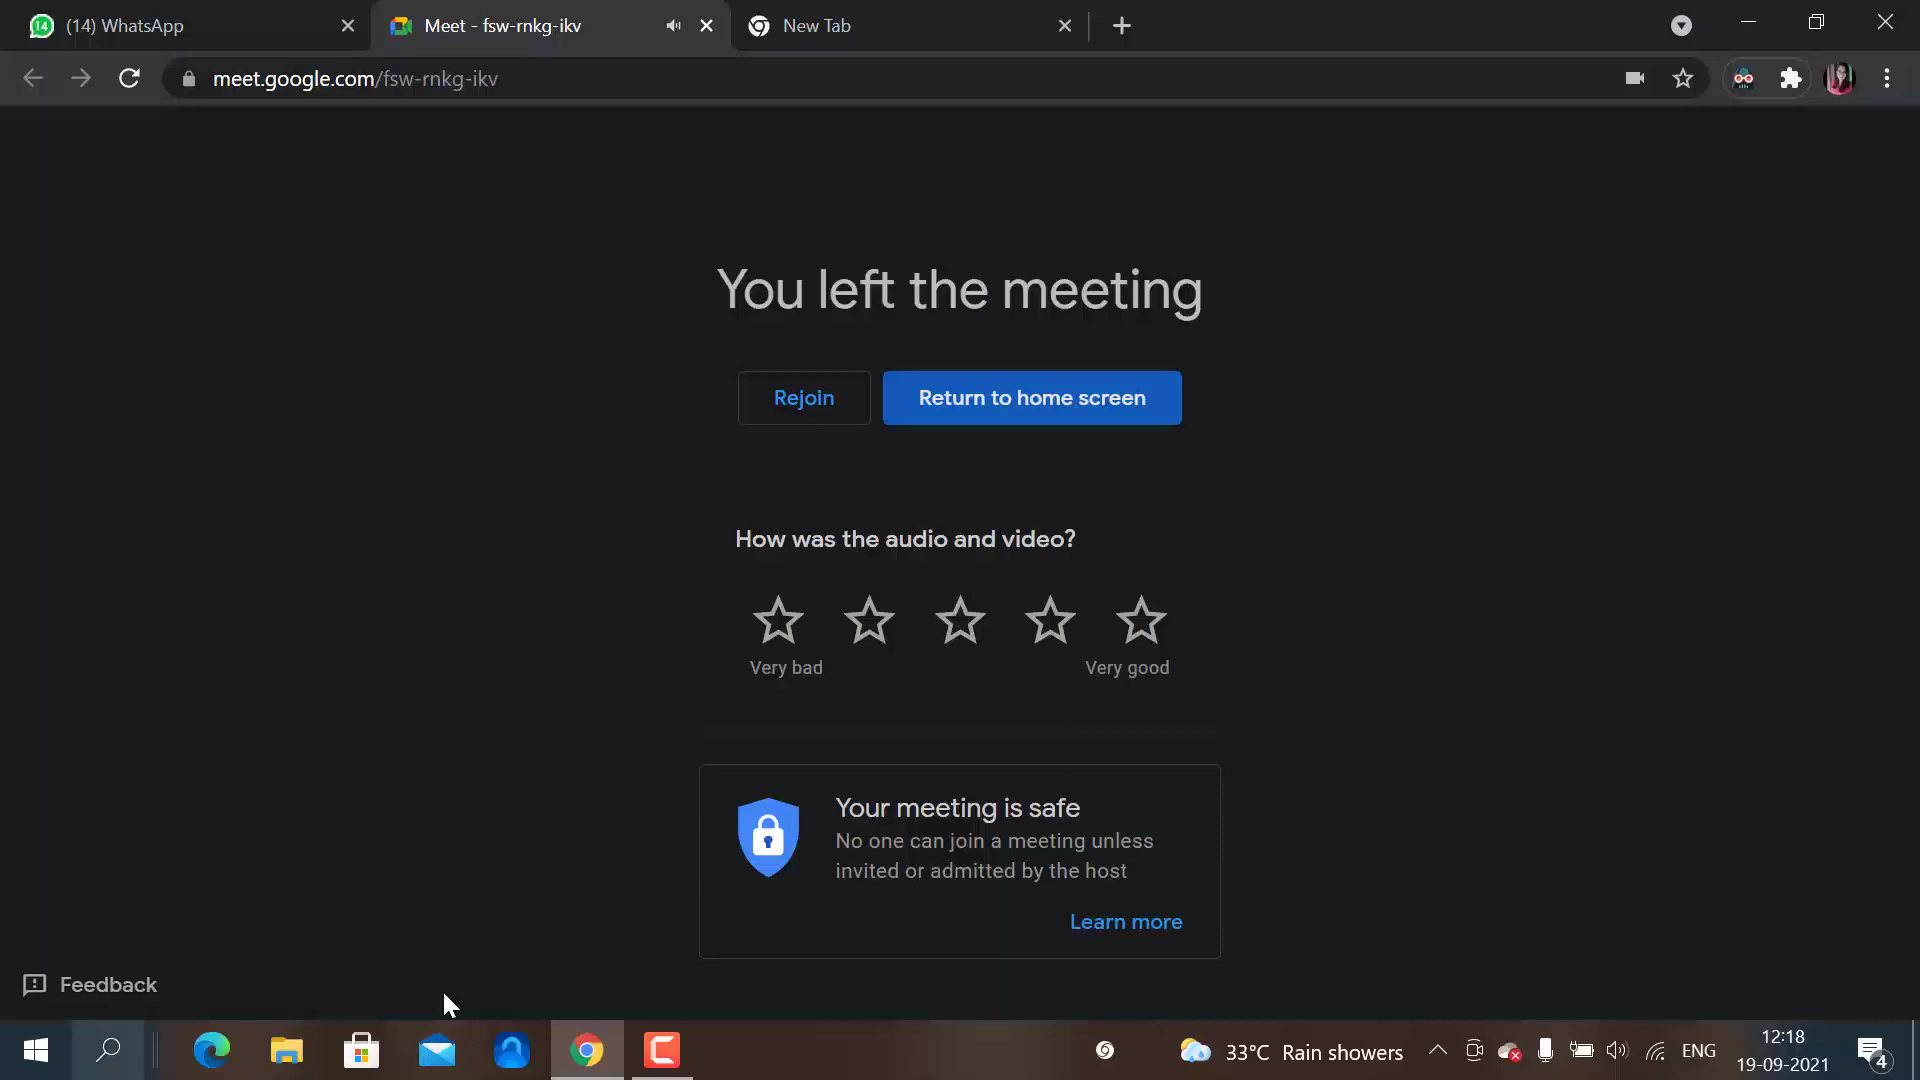 14 (14) WhatsApp
Meet - fsw-rnkg-ikv
New Tab
meet.google.com/fsw-rnkg-ikv
You left the meeting
Rejoin
Return to home screen
How was the audio and video?
Very bad
Very good
Your meeting is safe
No one can join a meeting unless
invited or admitted by the host
Learn more
Feedback
33°C Rain showers
ENG
12:18
19-09-2021
4